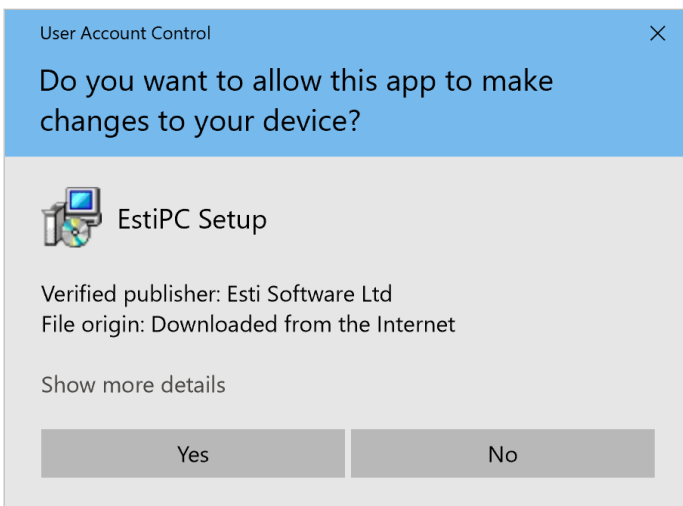 User Account Control
Do you want to allow this app to make
changes to your device?
EstiPC Setup
Verified publisher: Esti Software Ltd
File origin: Downloaded from the Internet
Show more details
Yes
No